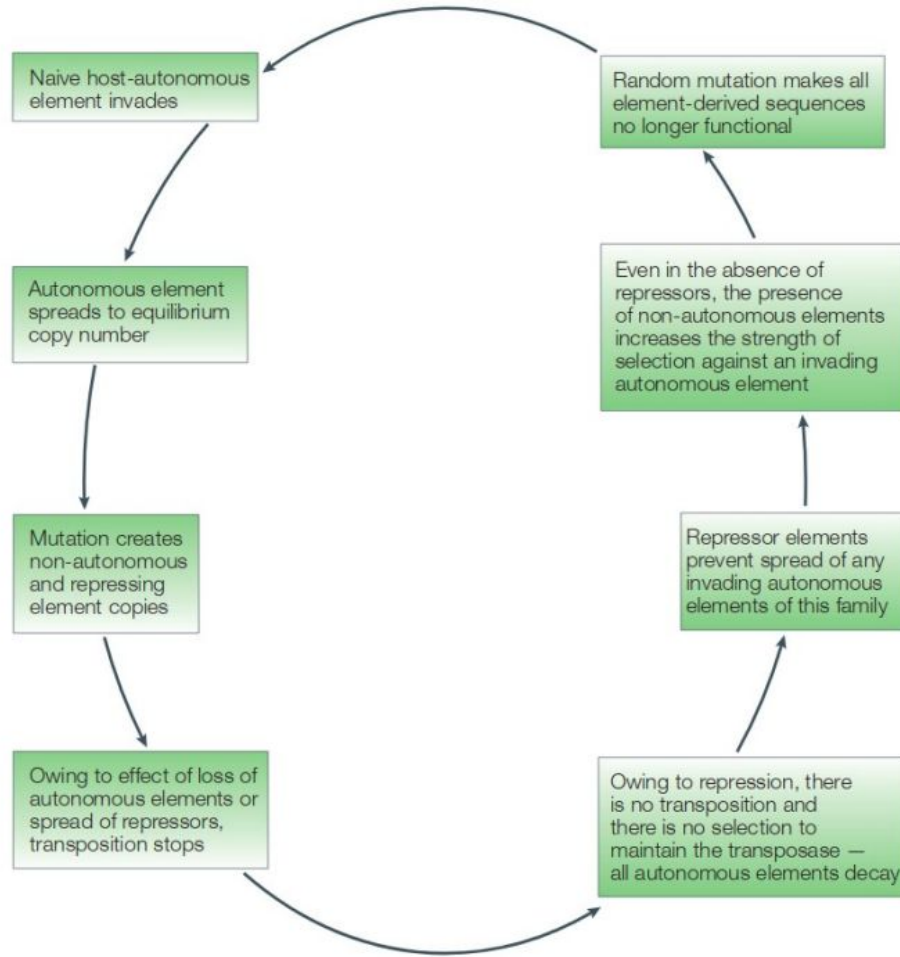 Naive host-autonomous
element invades
Autonomous element
spreads to equilibrium
copy number
Mutation creates
non-autonomous
and repressing
element copies
Owing to effect of loss of
autonomous elements or
spread of repressors,
transposition stops
Owing to repression, there
is no transposition and
there is no selection to
maintain the transposase —
all autonomous elements decay
Repressor elements
prevent spread of any
invading autonomous
elements of this family
Even in the absence of
repressors, the presence
of non-autonomous elements
increases the strength of
selection against an invading
autonomous element
Random mutation makes all
element-derived sequences
no longer functional